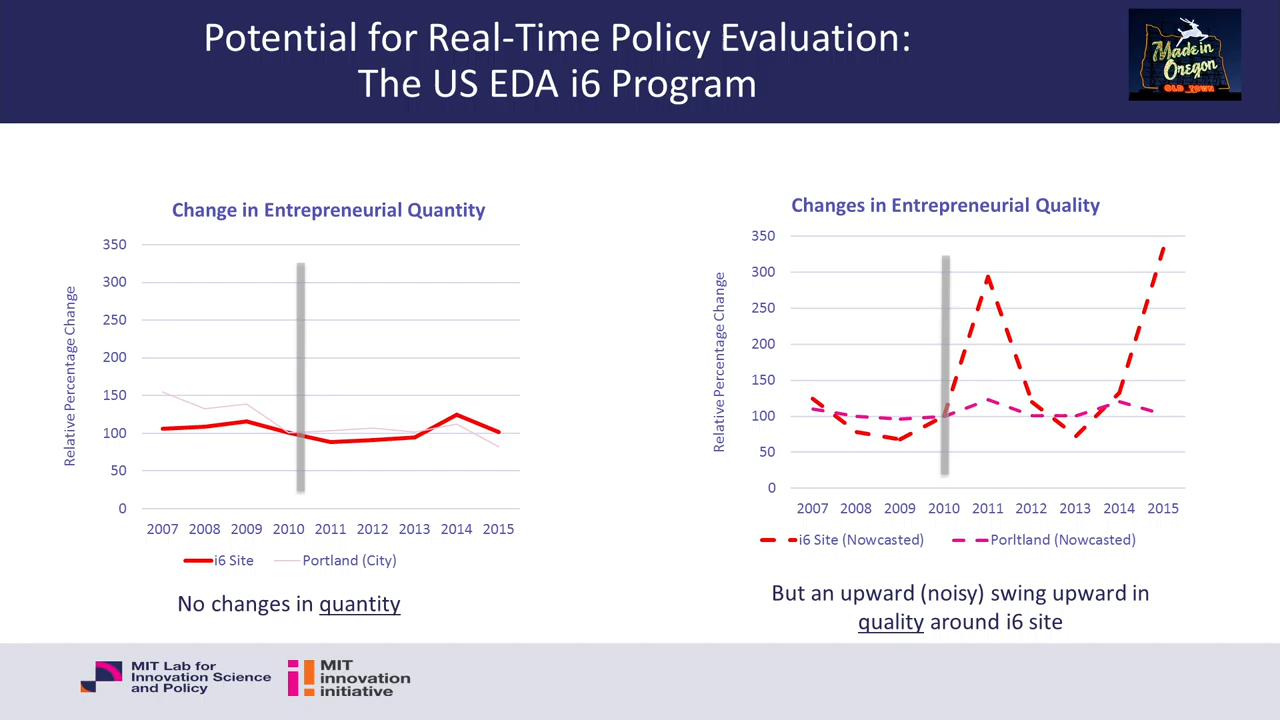 Potential for Real-Time Policy Evaluation:
The US EDA i6 Program
Made in
Oregon
OLD TOWN
Change in Entrepreneurial Quantity
Relative Percentage Change
350
300
250
200
150
100
50
0
2007 2008 2009 2010 2011 2012 2013 2014 2015
i6 Site Portland (City)
No changes in quantity
Changes in Entrepreneurial Quality
Relative Percentage Change
350
300
250
200
150
100
50
0
2007 2008 2009 2010 2011 2012 2013 2014 2015
i6 Site (Nowcasted) Porltland (Nowcasted)
But an upward (noisy) swing upward in
quality around i6 site
MIT Lab for
Innovation Science
and Policy
MIT
innovation
initiative